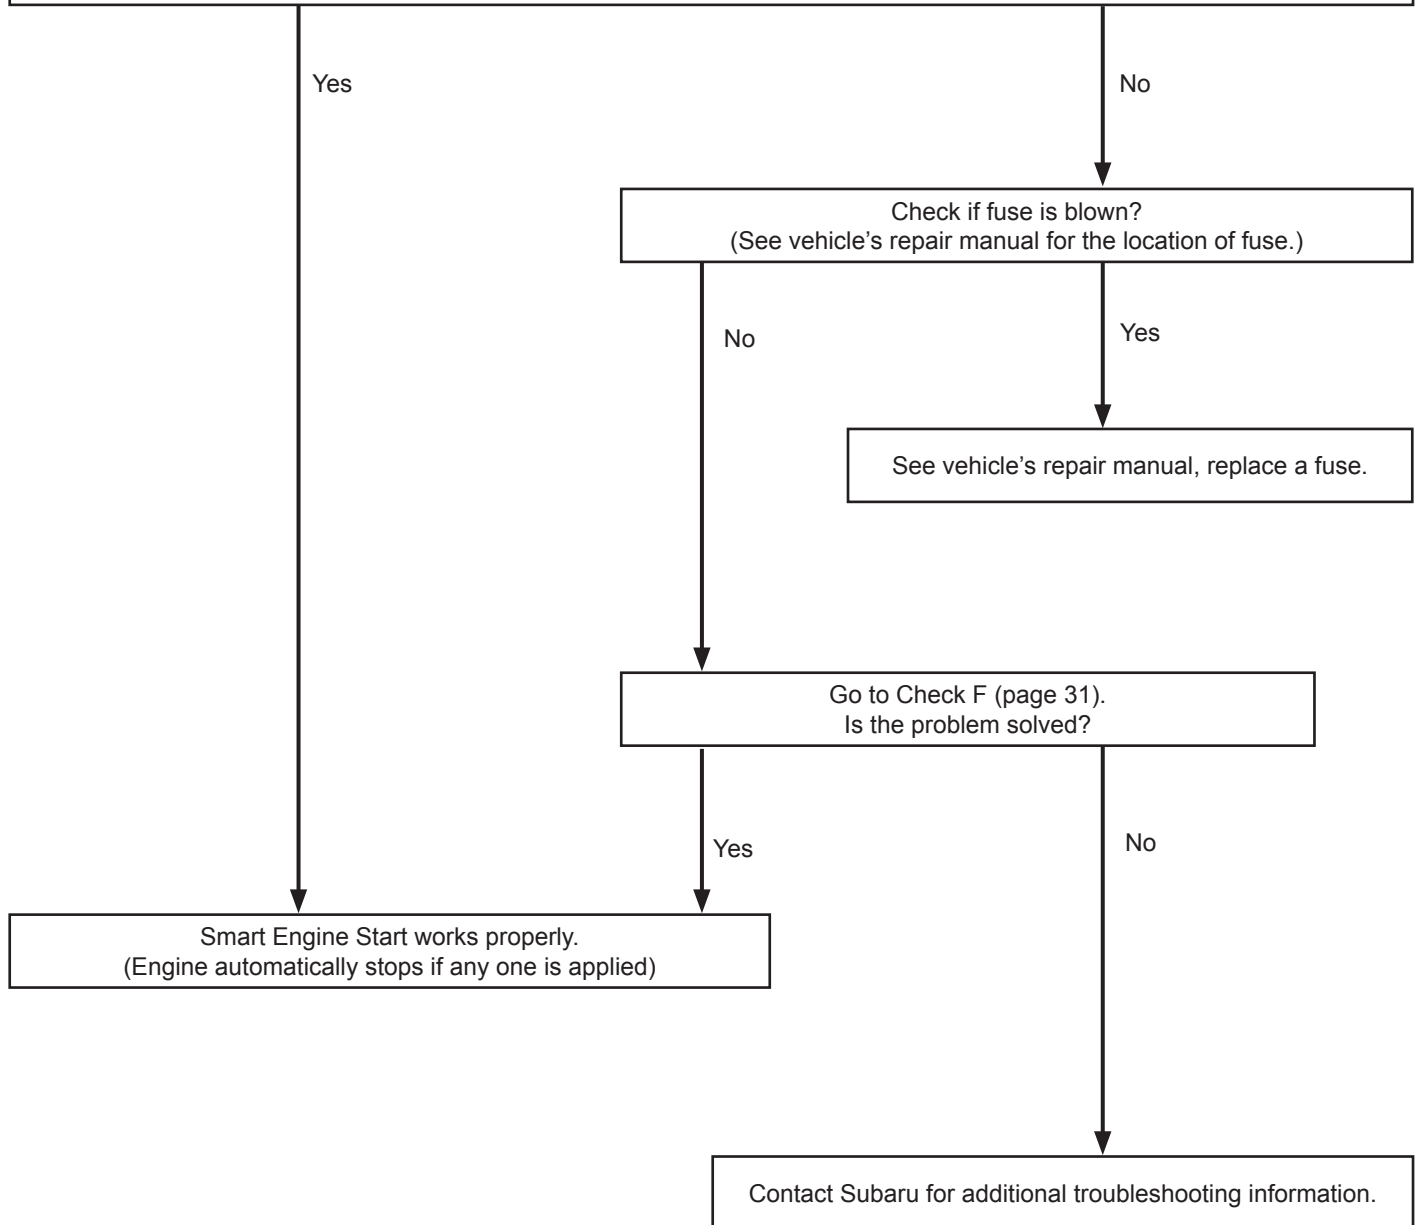 Yes
No
Check if fuse is blown?
(See vehicle’s repair manual for the location of fuse.)
No
Yes
See vehicle’s repair manual, replace a fuse.
Go to Check F (page 31).
Is the problem solved?
Yes
No
Smart Engine Start works properly.
(Engine automatically stops if any one is applied)
Contact Subaru for additional troubleshooting information.